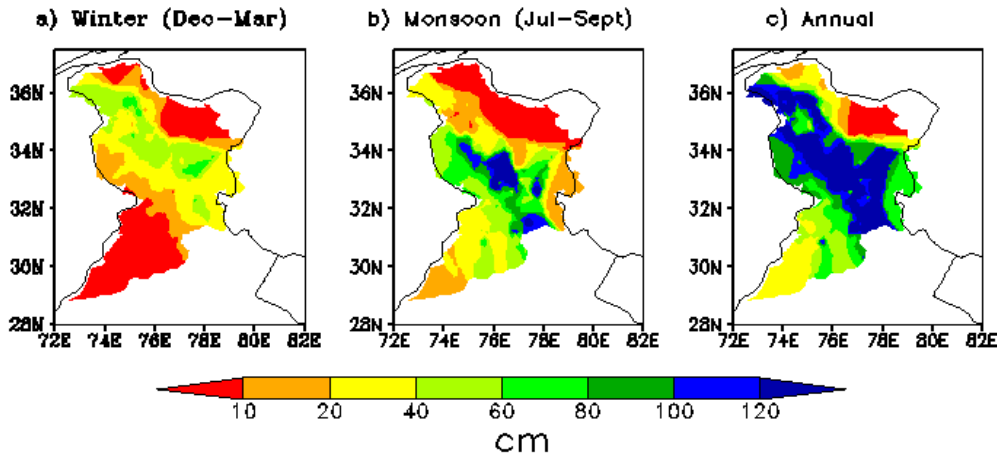 a) Winter (Dec-Mar)
b) Monsoon (Jul-Sept)
c) Annual
36N
34N
32N
30N
28N
72E 74E 76E 78E 80E 82E
36N
34N
32N
30N
28N
72E 74E 76E 78E 80E 82E
36N
34N
32N
30N
28N
72E 74E 76E 78E 80E 82E
10 20 40 60 80 100 120
cm